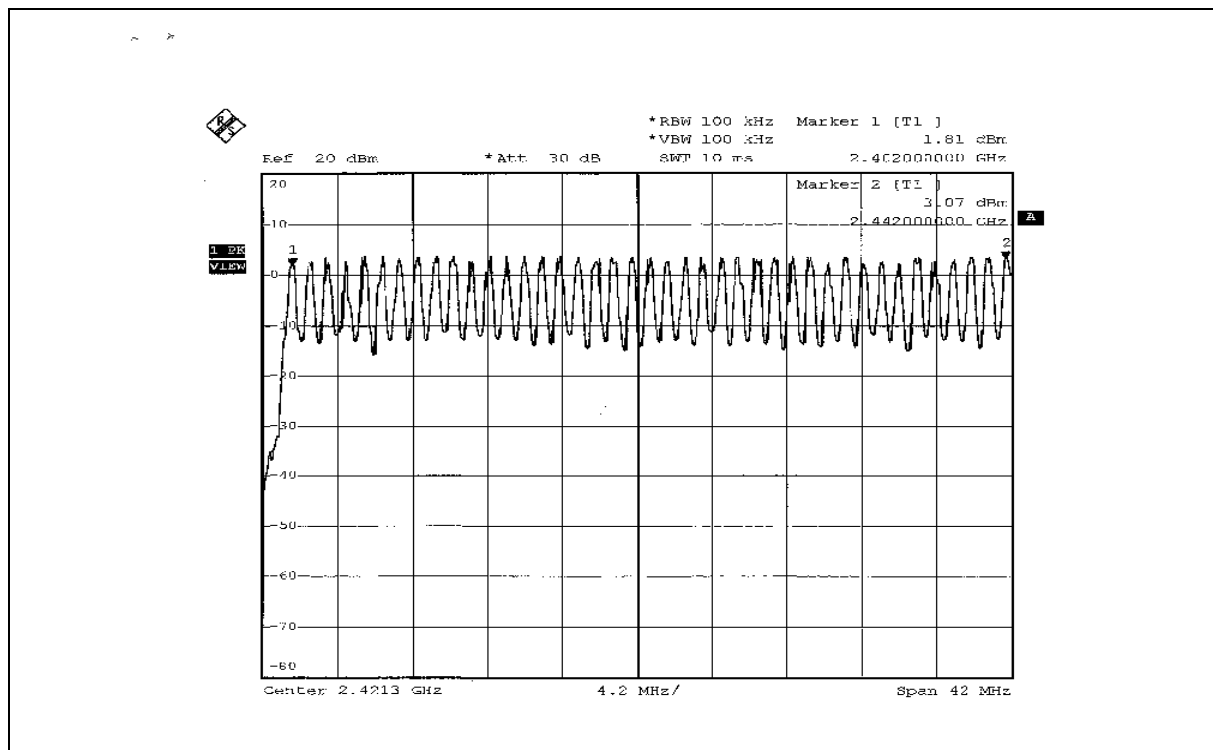 R S
*RBW 100 kHz Marker 1 [T1 ]
*VBW 100 kHz 1.81 dBm
Ref 20 dBm *Att 30 dB SWT 10 ms 2.402000000 GHz
20 Marker 2 [T1 ]
3.07 dBm
-10 2.442000000 GHz
A
1 PK
VIEW
1 2
-0
-10
-20
-30
-40
-50
-60
-70
-80
Center 2.4213 GHz 4.2 MHz/ Span 42 MHz